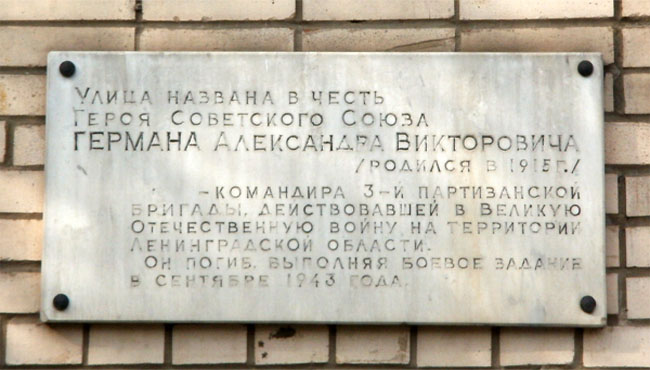 Улица названа в честь
Героя Советского Союза
ГЕРМАНА Александра Викторовича
/родился в 1915 г./
– командира 3-й партизанской
бригады, действовавшей в Великую
Отечественную войну на территории
Ленинградской области.
Он погиб, выполняя боевое задание
в сентябре 1943 года.